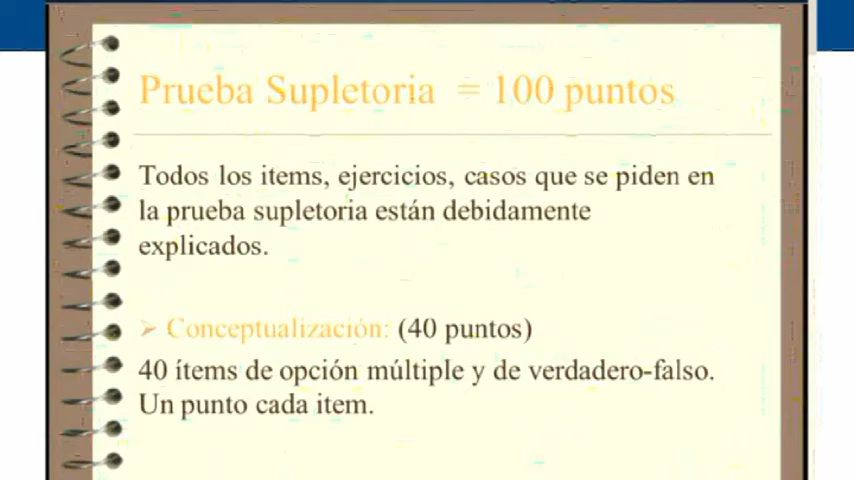 Prueba Supletoria = 100 puntos
Todos los items, ejercicios, casos que se piden en
la prueba supletoria están debidamente
explicados.
➢ Conceptualización: (40 puntos)
40 ítems de opción múltiple y de verdadero-falso.
Un punto cada item.